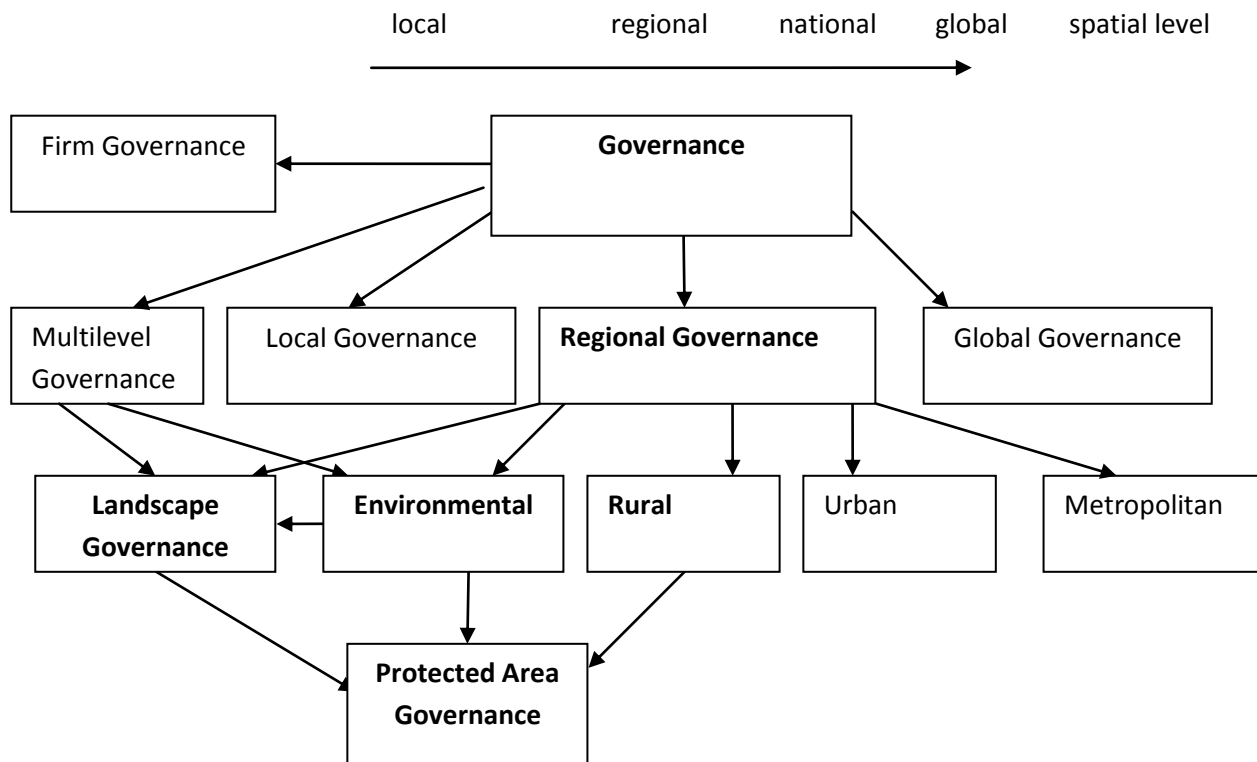 local regional national global spatial level
Firm Governance
Governance
Multilevel
Governance
Local Governance
Regional Governance
Global Governance
Landscape
Governance
Environmental
Rural
Urban
Metropolitan
Protected Area
Governance